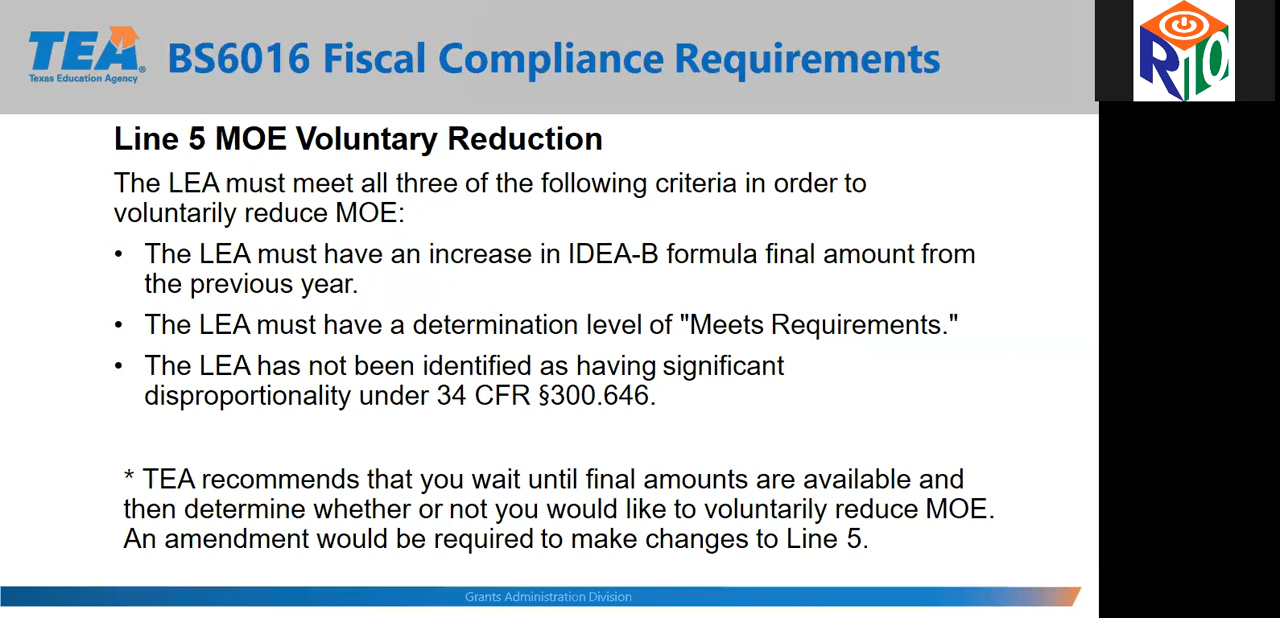 TEA
Texas Education Agency
BS6016 Fiscal Compliance Requirements
R10
Line 5 MOE Voluntary Reduction
The LEA must meet all three of the following criteria in order to
voluntarily reduce MOE:
• The LEA must have an increase in IDEA-B formula final amount from
the previous year.
• The LEA must have a determination level of "Meets Requirements."
• The LEA has not been identified as having significant
disproportionality under 34 CFR §300.646.
* TEA recommends that you wait until final amounts are available and
then determine whether or not you would like to voluntarily reduce MOE.
An amendment would be required to make changes to Line 5.
Grants Administration Division